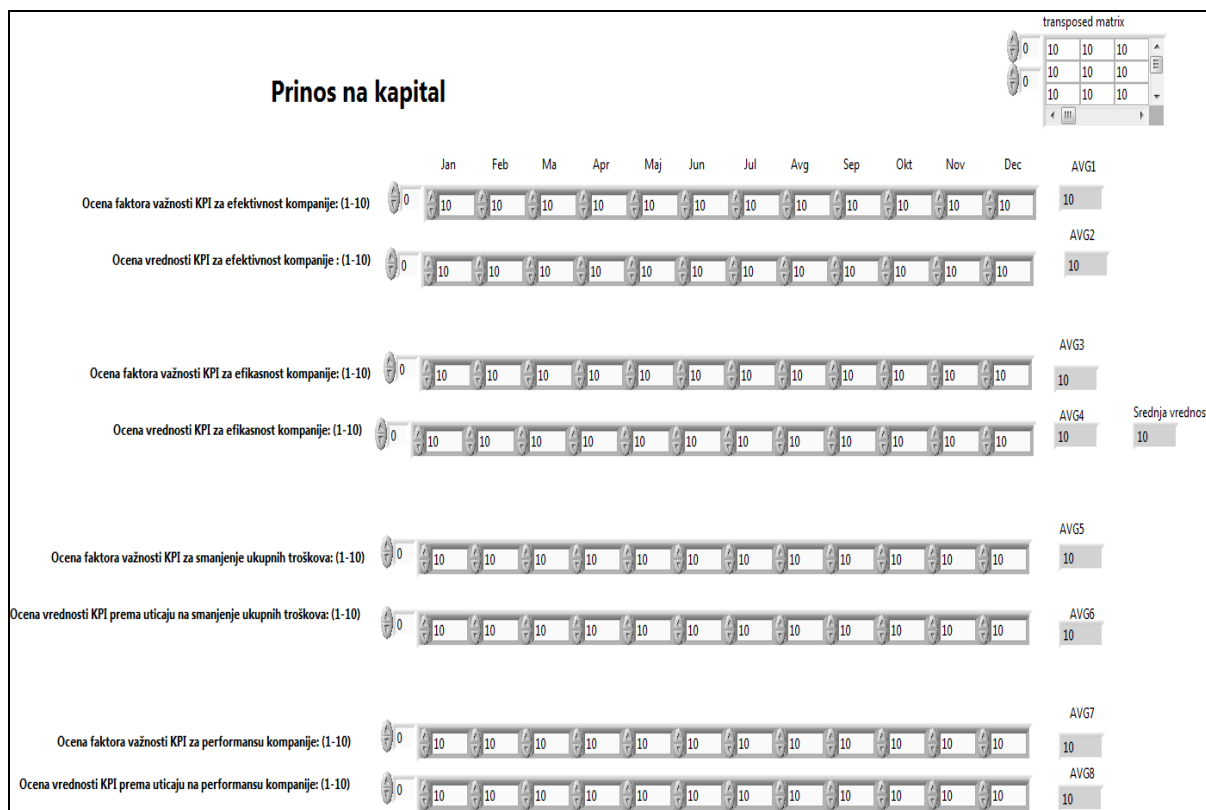 transposed matrix
0 10 10 10
0 10 10 10
10 10 10
Prinos na kapital
Jan Feb Ma Apr Maj Jun Jul Avg Sep Okt Nov Dec AVG1
Ocena faktora važnosti KPI za efektivnost kompanije: (1-10) 0 10 10 10 10 10 10 10 10 10 10 10 10 10
AVG2
Ocena vrednosti KPI za efektivnost kompanije : (1-10) 0 10 10 10 10 10 10 10 10 10 10 10 10 10
AVG3
Ocena faktora važnosti KPI za efikasnost kompanije: (1-10) 0 10 10 10 10 10 10 10 10 10 10 10 10 10
AVG4 Srednja vrednos
Ocena vrednosti KPI za efikasnost kompanije: (1-10) 0 10 10 10 10 10 10 10 10 10 10 10 10 10 10
AVG5
Ocena faktora važnosti KPI za smanjenje ukupnih troškova: (1-10) 0 10 10 10 10 10 10 10 10 10 10 10 10 10
AVG6
Ocena vrednosti KPI prema uticaju na smanjenje ukupnih troškova: (1-10) 0 10 10 10 10 10 10 10 10 10 10 10 10 10
AVG7
Ocena faktora važnosti KPI za performansu kompanije: (1-10) 0 10 10 10 10 10 10 10 10 10 10 10 10 10
AVG8
Ocena vrednosti KPI prema uticaju na performansu kompanije: (1-10) 0 10 10 10 10 10 10 10 10 10 10 10 10 10